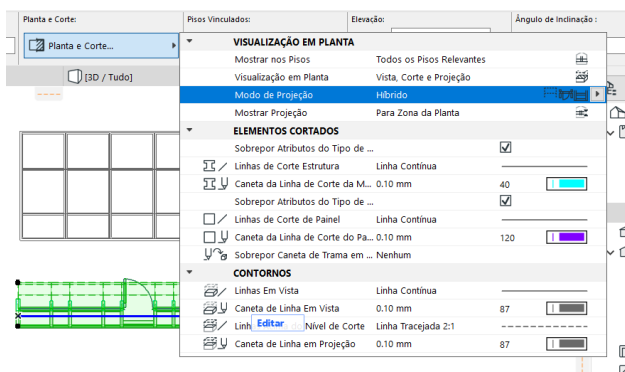 Planta e Corte:
Pisos Vinculados:
Elevação:
Ângulo de Inclinação :
Planta e Corte...
[3D / Tudo]
VISUALIZAÇÃO EM PLANTA
Mostrar nos Pisos Todos os Pisos Relevantes
Visualização em Planta Vista, Corte e Projeção
Modo de Projeção Híbrido
Mostrar Projeção Para Zona da Planta
ELEMENTOS CORTADOS
Sobrepor Atributos do Tipo de ...
Linhas de Corte Estrutura Linha Contínua
Caneta da Linha de Corte da M... 0.10 mm 40
Sobrepor Atributos do Tipo de ...
Linhas de Corte de Painel Linha Contínua
Caneta da Linha de Corte do Pa... 0.10 mm 120
Sobrepor Caneta de Trama em ... Nenhum
CONTORNOS
Linhas Em Vista Linha Contínua
Caneta de Linha Em Vista 0.10 mm 87
Editar
Nível de Corte Linha Tracejada 2:1
Caneta de Linha em Projeção 0.10 mm 87